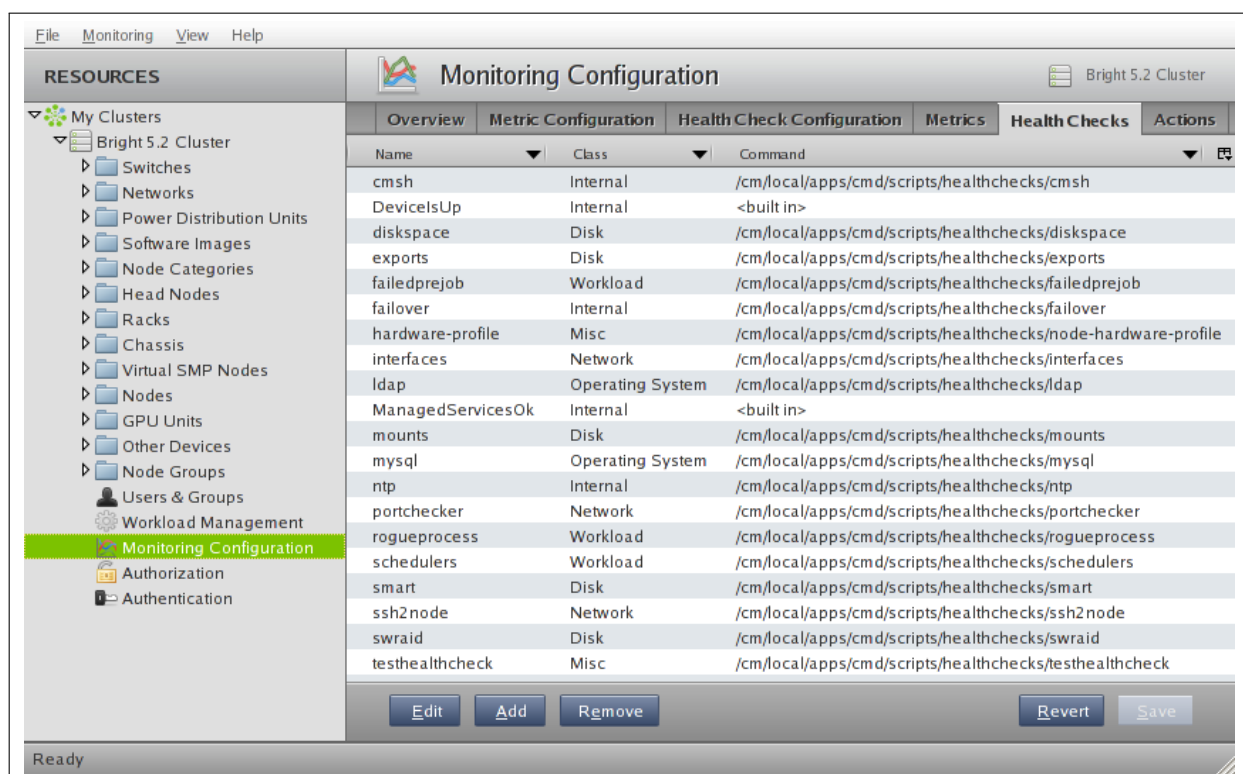 File Monitoring View Help
RESOURCES
Monitoring Configuration
Bright 5.2 Cluster
My Clusters
Bright 5.2 Cluster
Switches
Networks
Power Distribution Units
Software Images
Node Categories
Head Nodes
Racks
Chassis
Virtual SMP Nodes
Nodes
GPU Units
Other Devices
Node Groups
Users & Groups
Workload Management
Monitoring Configuration
Authorization
Authentication
Overview Metric Configuration Health Check Configuration Metrics Health Checks Actions
Name Class Command
cmsh Internal /cm/local/apps/cmd/scripts/healthchecks/cmsh
DeviceIsUp Internal <built in>
diskspace Disk /cm/local/apps/cmd/scripts/healthchecks/diskspace
exports Disk /cm/local/apps/cmd/scripts/healthchecks/exports
failedprejob Workload /cm/local/apps/cmd/scripts/healthchecks/failedprejob
failover Internal /cm/local/apps/cmd/scripts/healthchecks/failover
hardware-profile Misc /cm/local/apps/cmd/scripts/healthchecks/node-hardware-profile
interfaces Network /cm/local/apps/cmd/scripts/healthchecks/interfaces
ldap Operating System /cm/local/apps/cmd/scripts/healthchecks/ldap
ManagedServicesOk Internal <built in>
mounts Disk /cm/local/apps/cmd/scripts/healthchecks/mounts
mysql Operating System /cm/local/apps/cmd/scripts/healthchecks/mysql
ntp Internal /cm/local/apps/cmd/scripts/healthchecks/ntp
portchecker Network /cm/local/apps/cmd/scripts/healthchecks/portchecker
rogueprocess Workload /cm/local/apps/cmd/scripts/healthchecks/rogueprocess
schedulers Workload /cm/local/apps/cmd/scripts/healthchecks/schedulers
smart Disk /cm/local/apps/cmd/scripts/healthchecks/smart
ssh2node Network /cm/local/apps/cmd/scripts/healthchecks/ssh2node
swraid Disk /cm/local/apps/cmd/scripts/healthchecks/swraid
testhealthcheck Misc /cm/local/apps/cmd/scripts/healthchecks/testhealthcheck
Edit Add Remove Revert Save
Ready